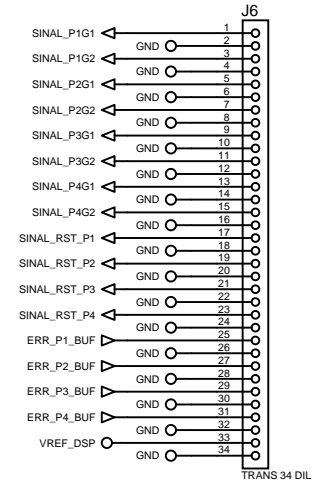 J6
SINAL_P1G1 1
GND 2
SINAL_P1G2 3
GND 4
SINAL_P2G1 5
GND 6
SINAL_P2G2 7
GND 8
SINAL_P3G1 9
GND 10
SINAL_P3G2 11
GND 12
SINAL_P4G1 13
GND 14
SINAL_P4G2 15
GND 16
SINAL_RST_P1 17
GND 18
SINAL_RST_P2 19
GND 20
SINAL_RST_P3 21
GND 22
SINAL_RST_P4 23
GND 24
ERR_P1_BUF 25
GND 26
ERR_P2_BUF 27
GND 28
ERR_P3_BUF 29
GND 30
ERR_P4_BUF 31
GND 32
VREF_DSP 33
GND 34
TRANS 34 DIL